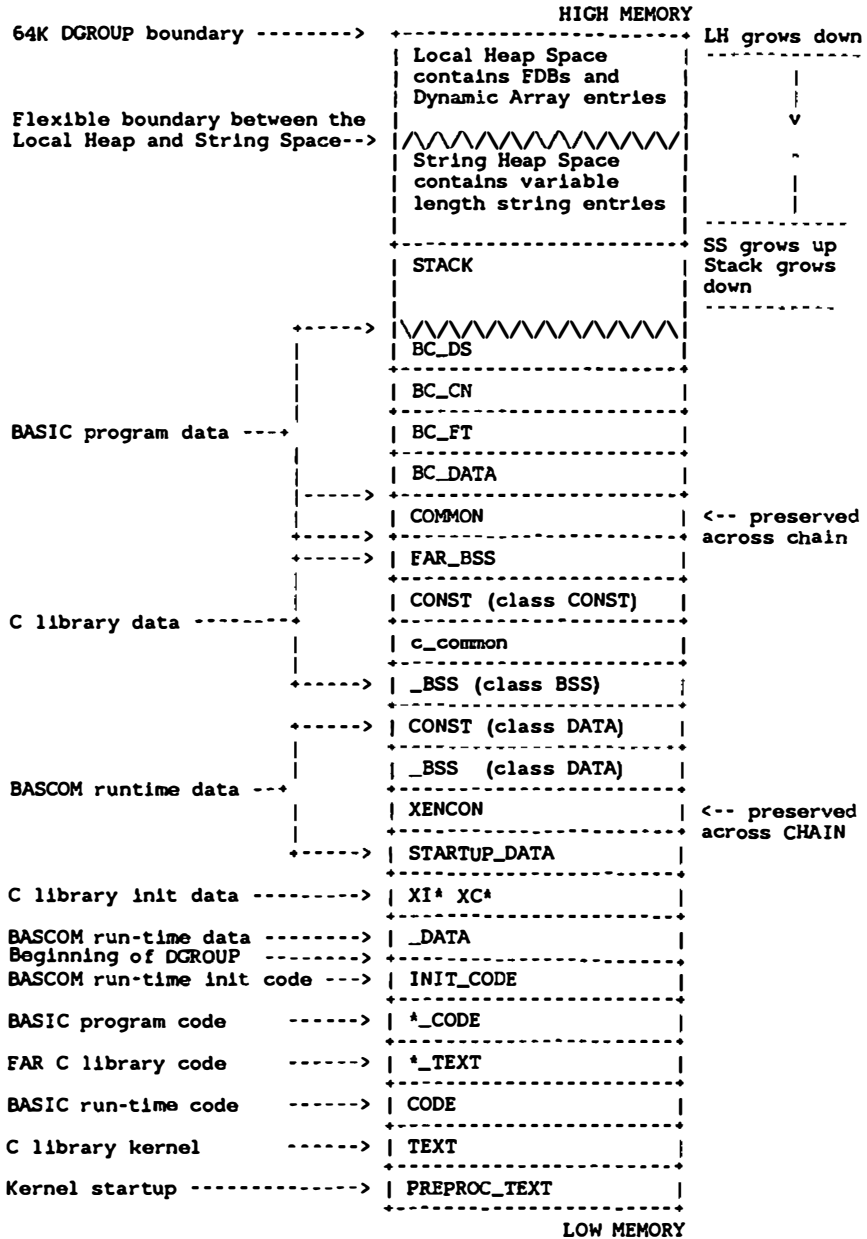 HIGH MEMORY
64K DGROUP boundary --------> +------------------------+ LH grows down
| Local Heap Space |
contains FDBs and
Dynamic Array entries |
Flexible boundary between the
Local Heap and String Space--> |/\/\/\/\/\/\/\/\/\/\/\/|
String Heap Space
contains variable
length string entries
SS grows up
STACK
Stack grows
down
BC_DS
BC_CN
BASIC program data ---+
BC_FT
BC_DATA
COMMON <-- preserved
across chain
FAR_BSS
CONST (class CONST)
C library data --------
c_common
_BSS (class BSS)
CONST (class DATA)
_BSS (class DATA)
BASCOM runtime data --+
XENCON <-- preserved
across CHAIN
STARTUP_DATA
C library init data ---------> | XI* XC* |
BASCOM run-time data --------> | _DATA |
Beginning of DGROUP ------->
BASCOM run-time init code ---> | INIT_CODE |
BASIC program code ------> | *_CODE |
FAR C library code ------> | *_TEXT |
BASIC run-time code ------> | CODE |
C library kernel ------> | TEXT |
Kernel startup --------------> | PREPROC_TEXT |
LOW MEMORY